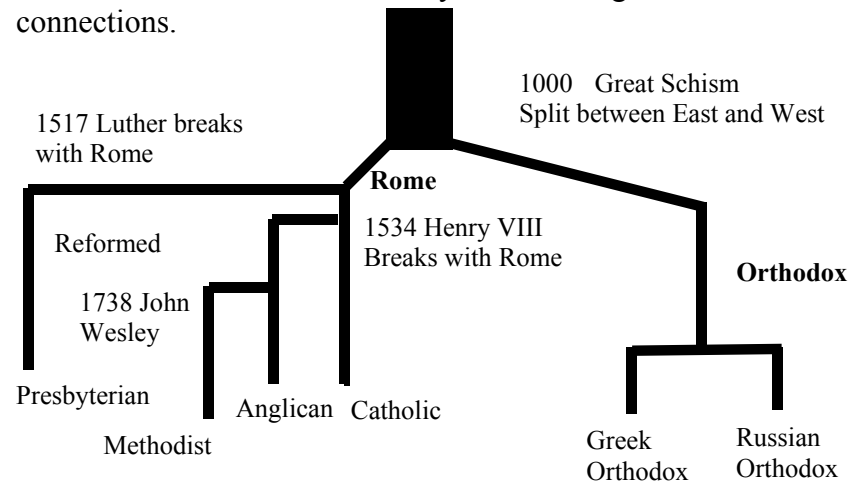 connections.
1000 Great Schism
Split between East and West
1517 Luther breaks
with Rome
Rome
1534 Henry VIII
Breaks with Rome
Reformed
Orthodox
1738 John
Wesley
Presbyterian
Anglican
Catholic
Methodist
Greek
Orthodox
Russian
Orthodox